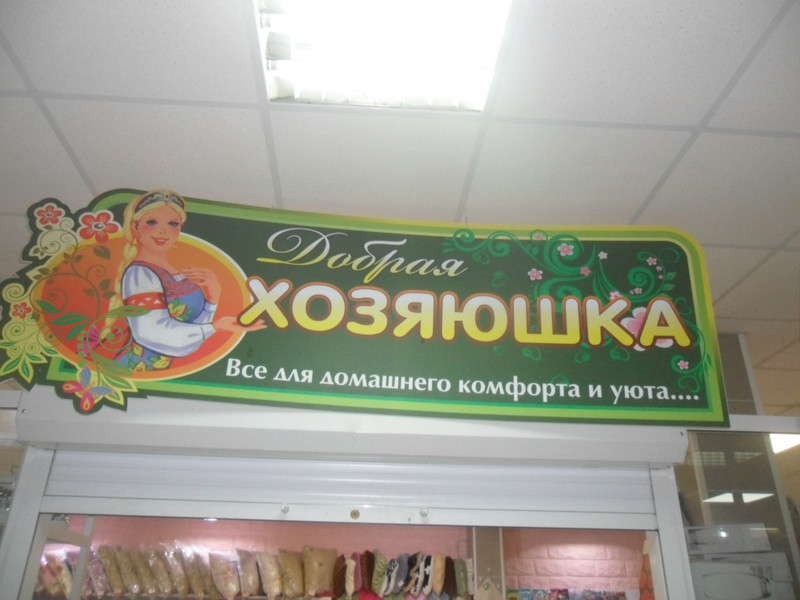 Добрая
ХОЗЯЮШКА
Все для домашнего комфорта и уюта....